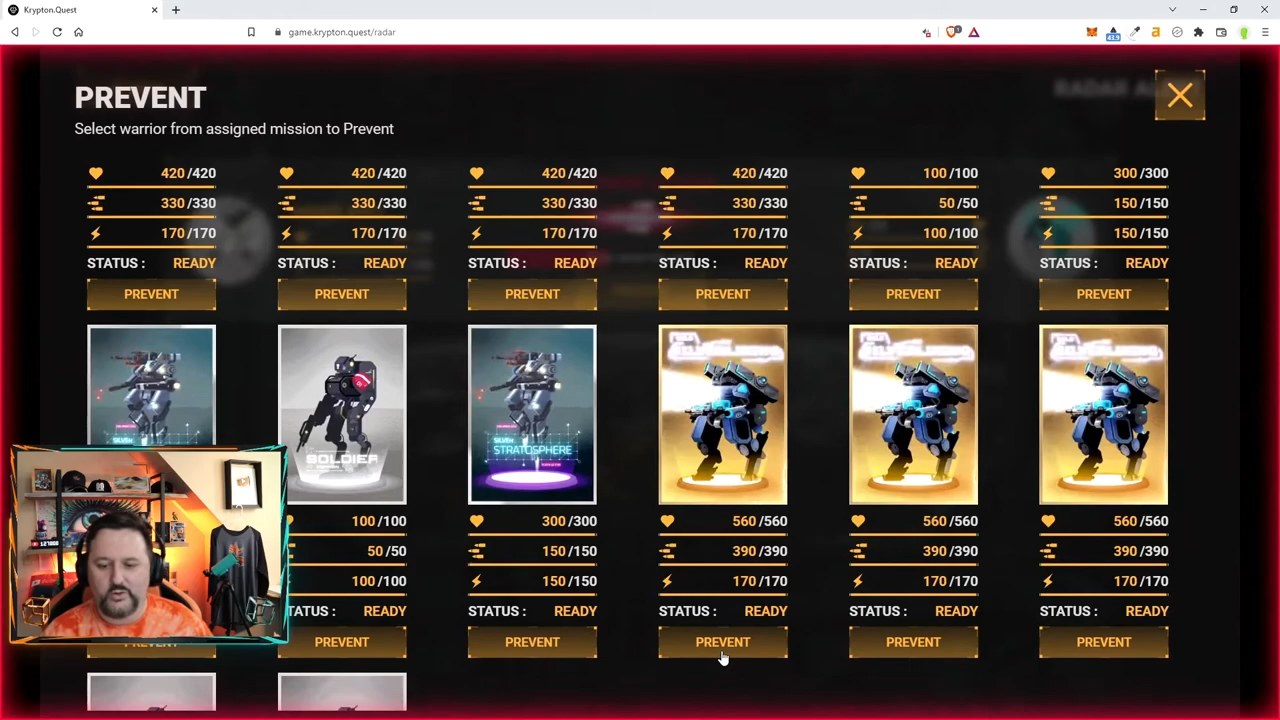 Krypton.Quest
game.krypton.quest/radar
PREVENT
Select warrior from assigned mission to Prevent
RADAR
420/420 420/420 420/420 420/420 100/100 300/300
330/330 330/330 330/330 330/330 50/50 150/150
170/170 170/170 170/170 170/170 100/100 150/150
STATUS : READY STATUS : READY STATUS : READY STATUS : READY STATUS : READY STATUS : READY
PREVENT PREVENT PREVENT PREVENT PREVENT PREVENT
SILVER
SOLDIER
SILVER
STRATOSPHERE
100/100 300/300 560/560 560/560 560/560
50/50 150/150 390/390 390/390 390/390
100/100 150/150 170/170 170/170 170/170
STATUS : READY STATUS : READY STATUS : READY STATUS : READY STATUS : READY
PREVENT PREVENT PREVENT PREVENT PREVENT PREVENT